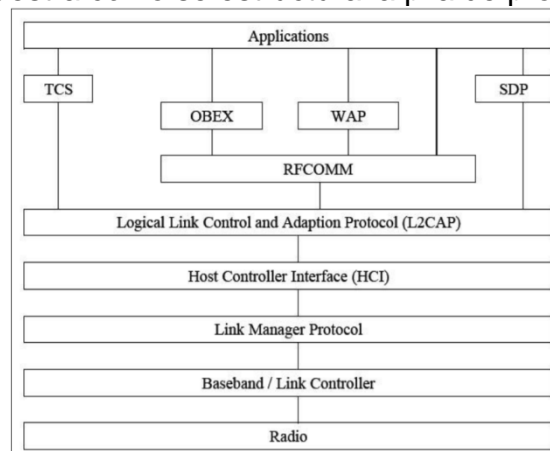 Applications
TCS
SDP
OBEX
WAP
RFCOMM
Logical Link Control and Adaption Protocol (L2CAP)
Host Controller Interface (HCI)
Link Manager Protocol
Baseband / Link Controller
Radio